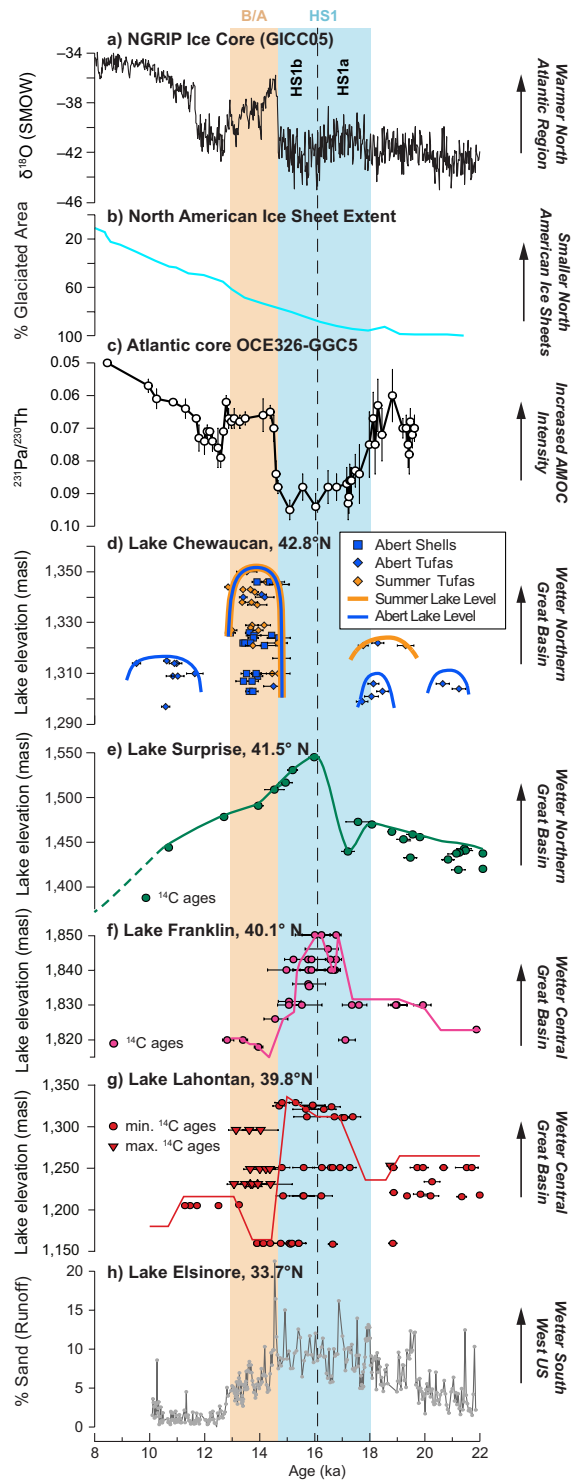 B/A
HS1
a) NGRIP Ice Core (GICC05)
HS1b
HS1a
−34
−38
−42
−46
δ¹⁸O (SMOW)
Warmer North
Atlantic Region
b) North American Ice Sheet Extent
20
60
100
% Glaciated Area
Smaller North
American Ice Sheets
c) Atlantic core OCE326-GGC5
0.05
0.06
0.07
0.08
0.09
0.10
²³¹Pa/²³⁰Th
Increased AMOC
Intensity
d) Lake Chewaucan, 42.8°N
Abert Shells
Abert Tufas
Summer Tufas
Summer Lake Level
Abert Lake Level
1,350
1,330
1,310
1,290
Lake elevation (masl)
Wetter Northern
Great Basin
e) Lake Surprise, 41.5° N
1,550
1,500
1,450
1,400
Lake elevation (masl)
¹⁴C ages
Wetter Northern
Great Basin
f) Lake Franklin, 40.1° N
1,850
1,840
1,830
1,820
Lake elevation (masl)
¹⁴C ages
Wetter Central
Great Basin
g) Lake Lahontan, 39.8°N
min. ¹⁴C ages
max. ¹⁴C ages
1,350
1,300
1,250
1,200
1,150
Lake elevation (masl)
Wetter Central
Great Basin
h) Lake Elsinore, 33.7°N
20
15
10
5
0
% Sand (Runoff)
Wetter South
West US
8 10 12 14 16 18 20 22
Age (ka)